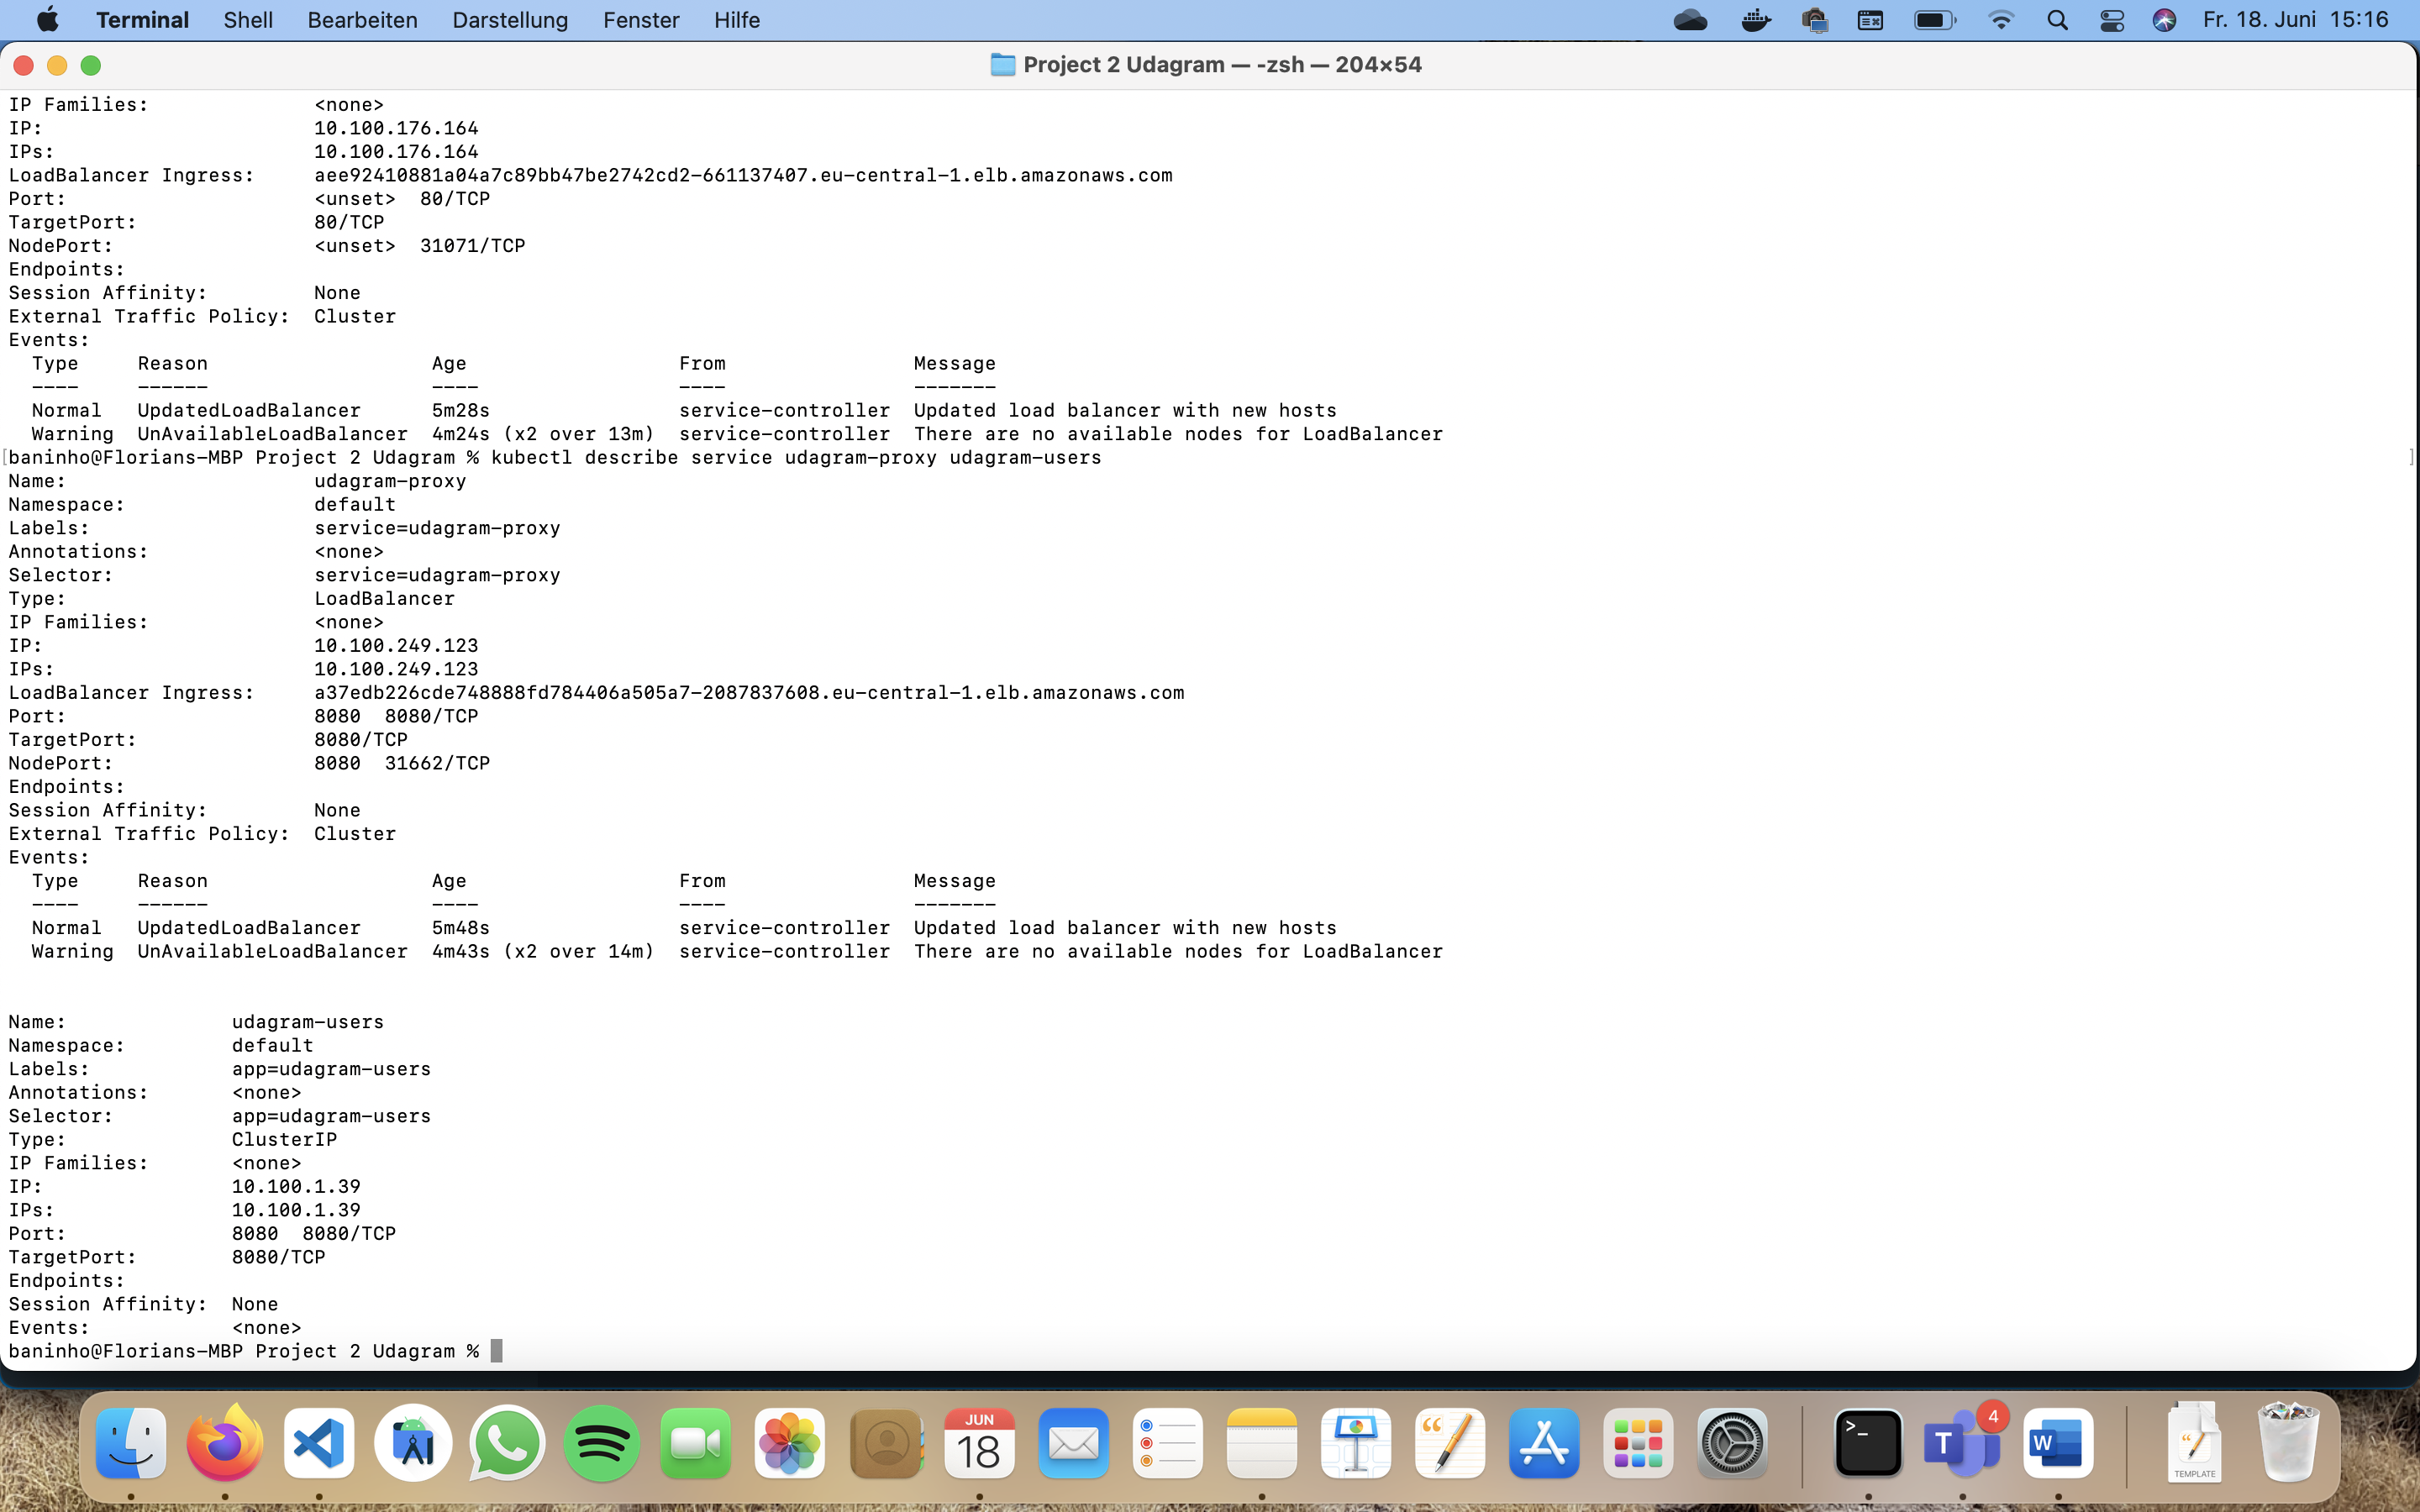 Terminal Shell Bearbeiten Darstellung Fenster Hilfe Fr. 18. Juni 15:16
Project 2 Udagram — -zsh — 204×54
IP Families: <none>
IP: 10.100.176.164
IPs: 10.100.176.164
LoadBalancer Ingress: aee92410881a04a7c89bb47be2742cd2-661137407.eu-central-1.elb.amazonaws.com
Port: <unset> 80/TCP
TargetPort: 80/TCP
NodePort: <unset> 31071/TCP
Endpoints:
Session Affinity: None
External Traffic Policy: Cluster
Events:
Type Reason Age From Message
---- ------ ---- ---- -------
Normal UpdatedLoadBalancer 5m28s service-controller Updated load balancer with new hosts
Warning UnAvailableLoadBalancer 4m24s (x2 over 13m) service-controller There are no available nodes for LoadBalancer
[baninho@Florians-MBP Project 2 Udagram % kubectl describe service udagram-proxy udagram-users ]
Name: udagram-proxy
Namespace: default
Labels: service=udagram-proxy
Annotations: <none>
Selector: service=udagram-proxy
Type: LoadBalancer
IP Families: <none>
IP: 10.100.249.123
IPs: 10.100.249.123
LoadBalancer Ingress: a37edb226cde748888fd784406a505a7-2087837608.eu-central-1.elb.amazonaws.com
Port: 8080 8080/TCP
TargetPort: 8080/TCP
NodePort: 8080 31662/TCP
Endpoints:
Session Affinity: None
External Traffic Policy: Cluster
Events:
Type Reason Age From Message
---- ------ ---- ---- -------
Normal UpdatedLoadBalancer 5m48s service-controller Updated load balancer with new hosts
Warning UnAvailableLoadBalancer 4m43s (x2 over 14m) service-controller There are no available nodes for LoadBalancer
Name: udagram-users
Namespace: default
Labels: app=udagram-users
Annotations: <none>
Selector: app=udagram-users
Type: ClusterIP
IP Families: <none>
IP: 10.100.1.39
IPs: 10.100.1.39
Port: 8080 8080/TCP
TargetPort: 8080/TCP
Endpoints:
Session Affinity: None
Events: <none>
baninho@Florians-MBP Project 2 Udagram %
JUN
18
>_
T
4
W
TEMPLATE